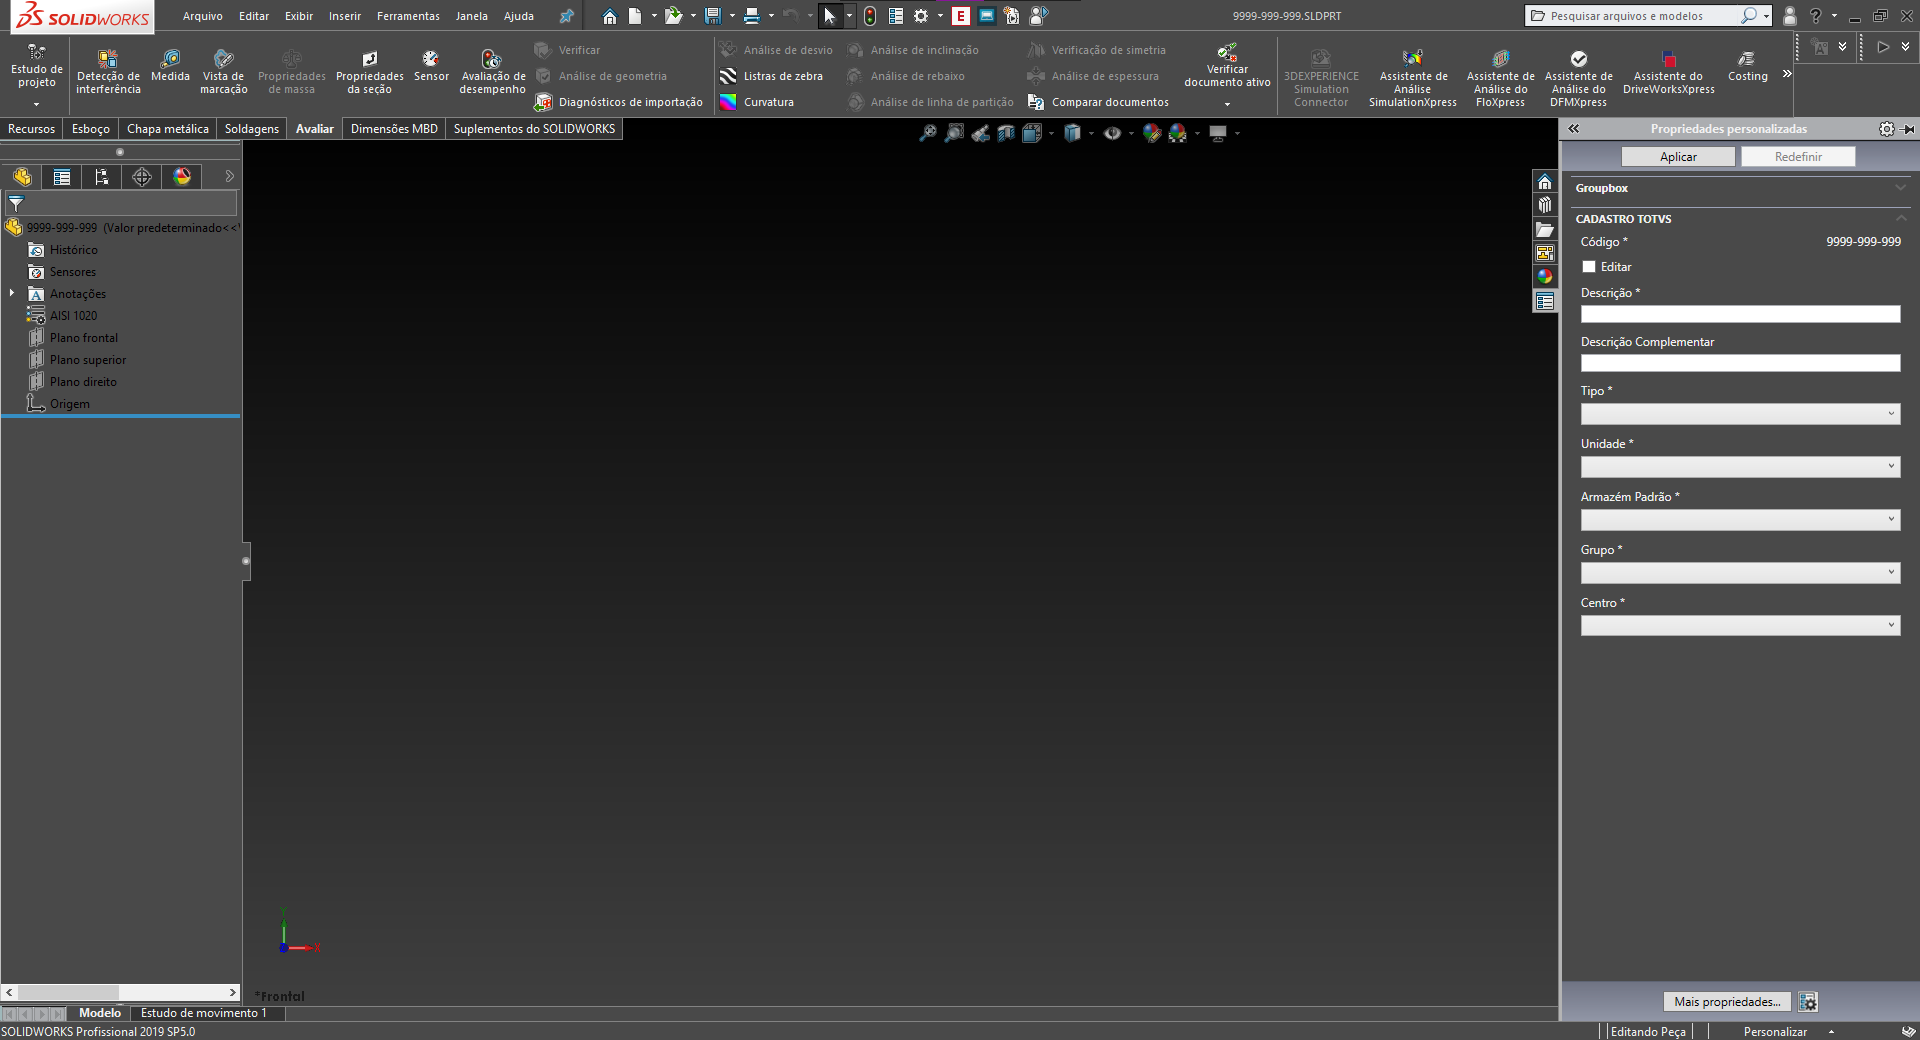 SOLIDWORKS
Arquivo Editar Exibir Inserir Ferramentas Janela Ajuda
E
9999-999-999.SLDPRT
Pesquisar arquivos e modelos
?
Estudo de projeto
Detecção de interferência
Medida
Vista de marcação
Propriedades de massa
Propriedades da seção
Sensor
Avaliação de desempenho
Verificar
Análise de geometria
Diagnósticos de importação
Análise de desvio
Listras de zebra
Curvatura
Análise de inclinação
Análise de rebaixo
Análise de linha de partição
Verificação de simetria
Análise de espessura
Comparar documentos
Verificar documento ativo
3DEXPERIENCE Simulation Connector
Assistente de Análise SimulationXpress
Assistente de Análise do FloXpress
Assistente de Análise do DFMXpress
Assistente do DriveWorksXpress
Costing
Recursos Esboço Chapa metálica Soldagens Avaliar Dimensões MBD Suplementos do SOLIDWORKS
9999-999-999 (Valor predeterminado<<
Histórico
Sensores
Anotações
AISI 1020
Plano frontal
Plano superior
Plano direito
Origem
Y
X
*Frontal
Propriedades personalizadas
Aplicar Redefinir
Groupbox
CADASTRO TOTVS
Código * 9999-999-999
Editar
Descrição *
Descrição Complementar
Tipo *
Unidade *
Armazém Padrão *
Grupo *
Centro *
Mais propriedades...
Modelo Estudo de movimento 1
SOLIDWORKS Profissional 2019 SP5.0
Editando Peça Personalizar